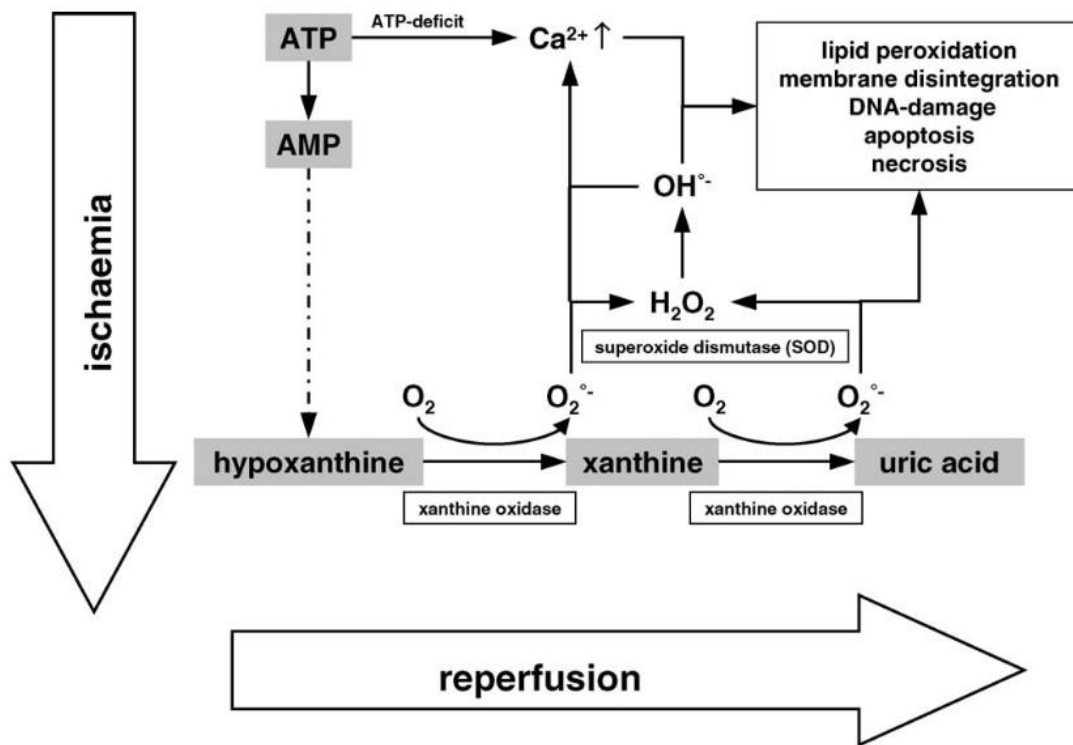 ATP
ATP-deficit
Ca²⁺ ↑
lipid peroxidation
membrane disintegration
DNA-damage
apoptosis
necrosis
AMP
OH°⁻
ischaemia
H₂O₂
superoxide dismutase (SOD)
O₂
O₂°⁻
O₂
O₂°⁻
hypoxanthine
xanthine
uric acid
xanthine oxidase
xanthine oxidase
reperfusion